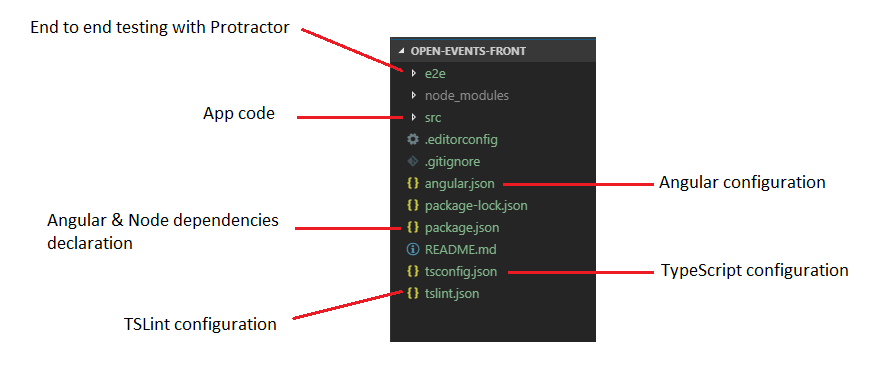 End to end testing with Protractor
OPEN-EVENTS-FRONT
e2e
node_modules
App code
src
.editorconfig
.gitignore
angular.json
Angular configuration
package-lock.json
Angular & Node dependencies
declaration
package.json
README.md
tsconfig.json
TypeScript configuration
tslint.json
TSLint configuration